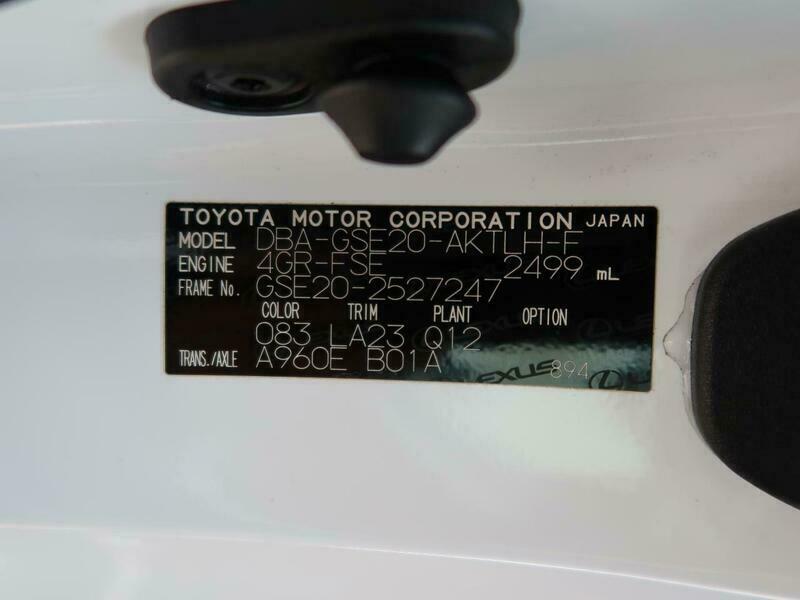 TOYOTA MOTOR CORPORATION JAPAN
MODEL DBA-GSE20-AKTLH-F
ENGINE 4GR-FSE 2499 mL
FRAME No. GSE20-2527247
COLOR TRIM PLANT OPTION
083 LA23 Q12
TRANS./AXLE A960E B01A
894
LEXUS